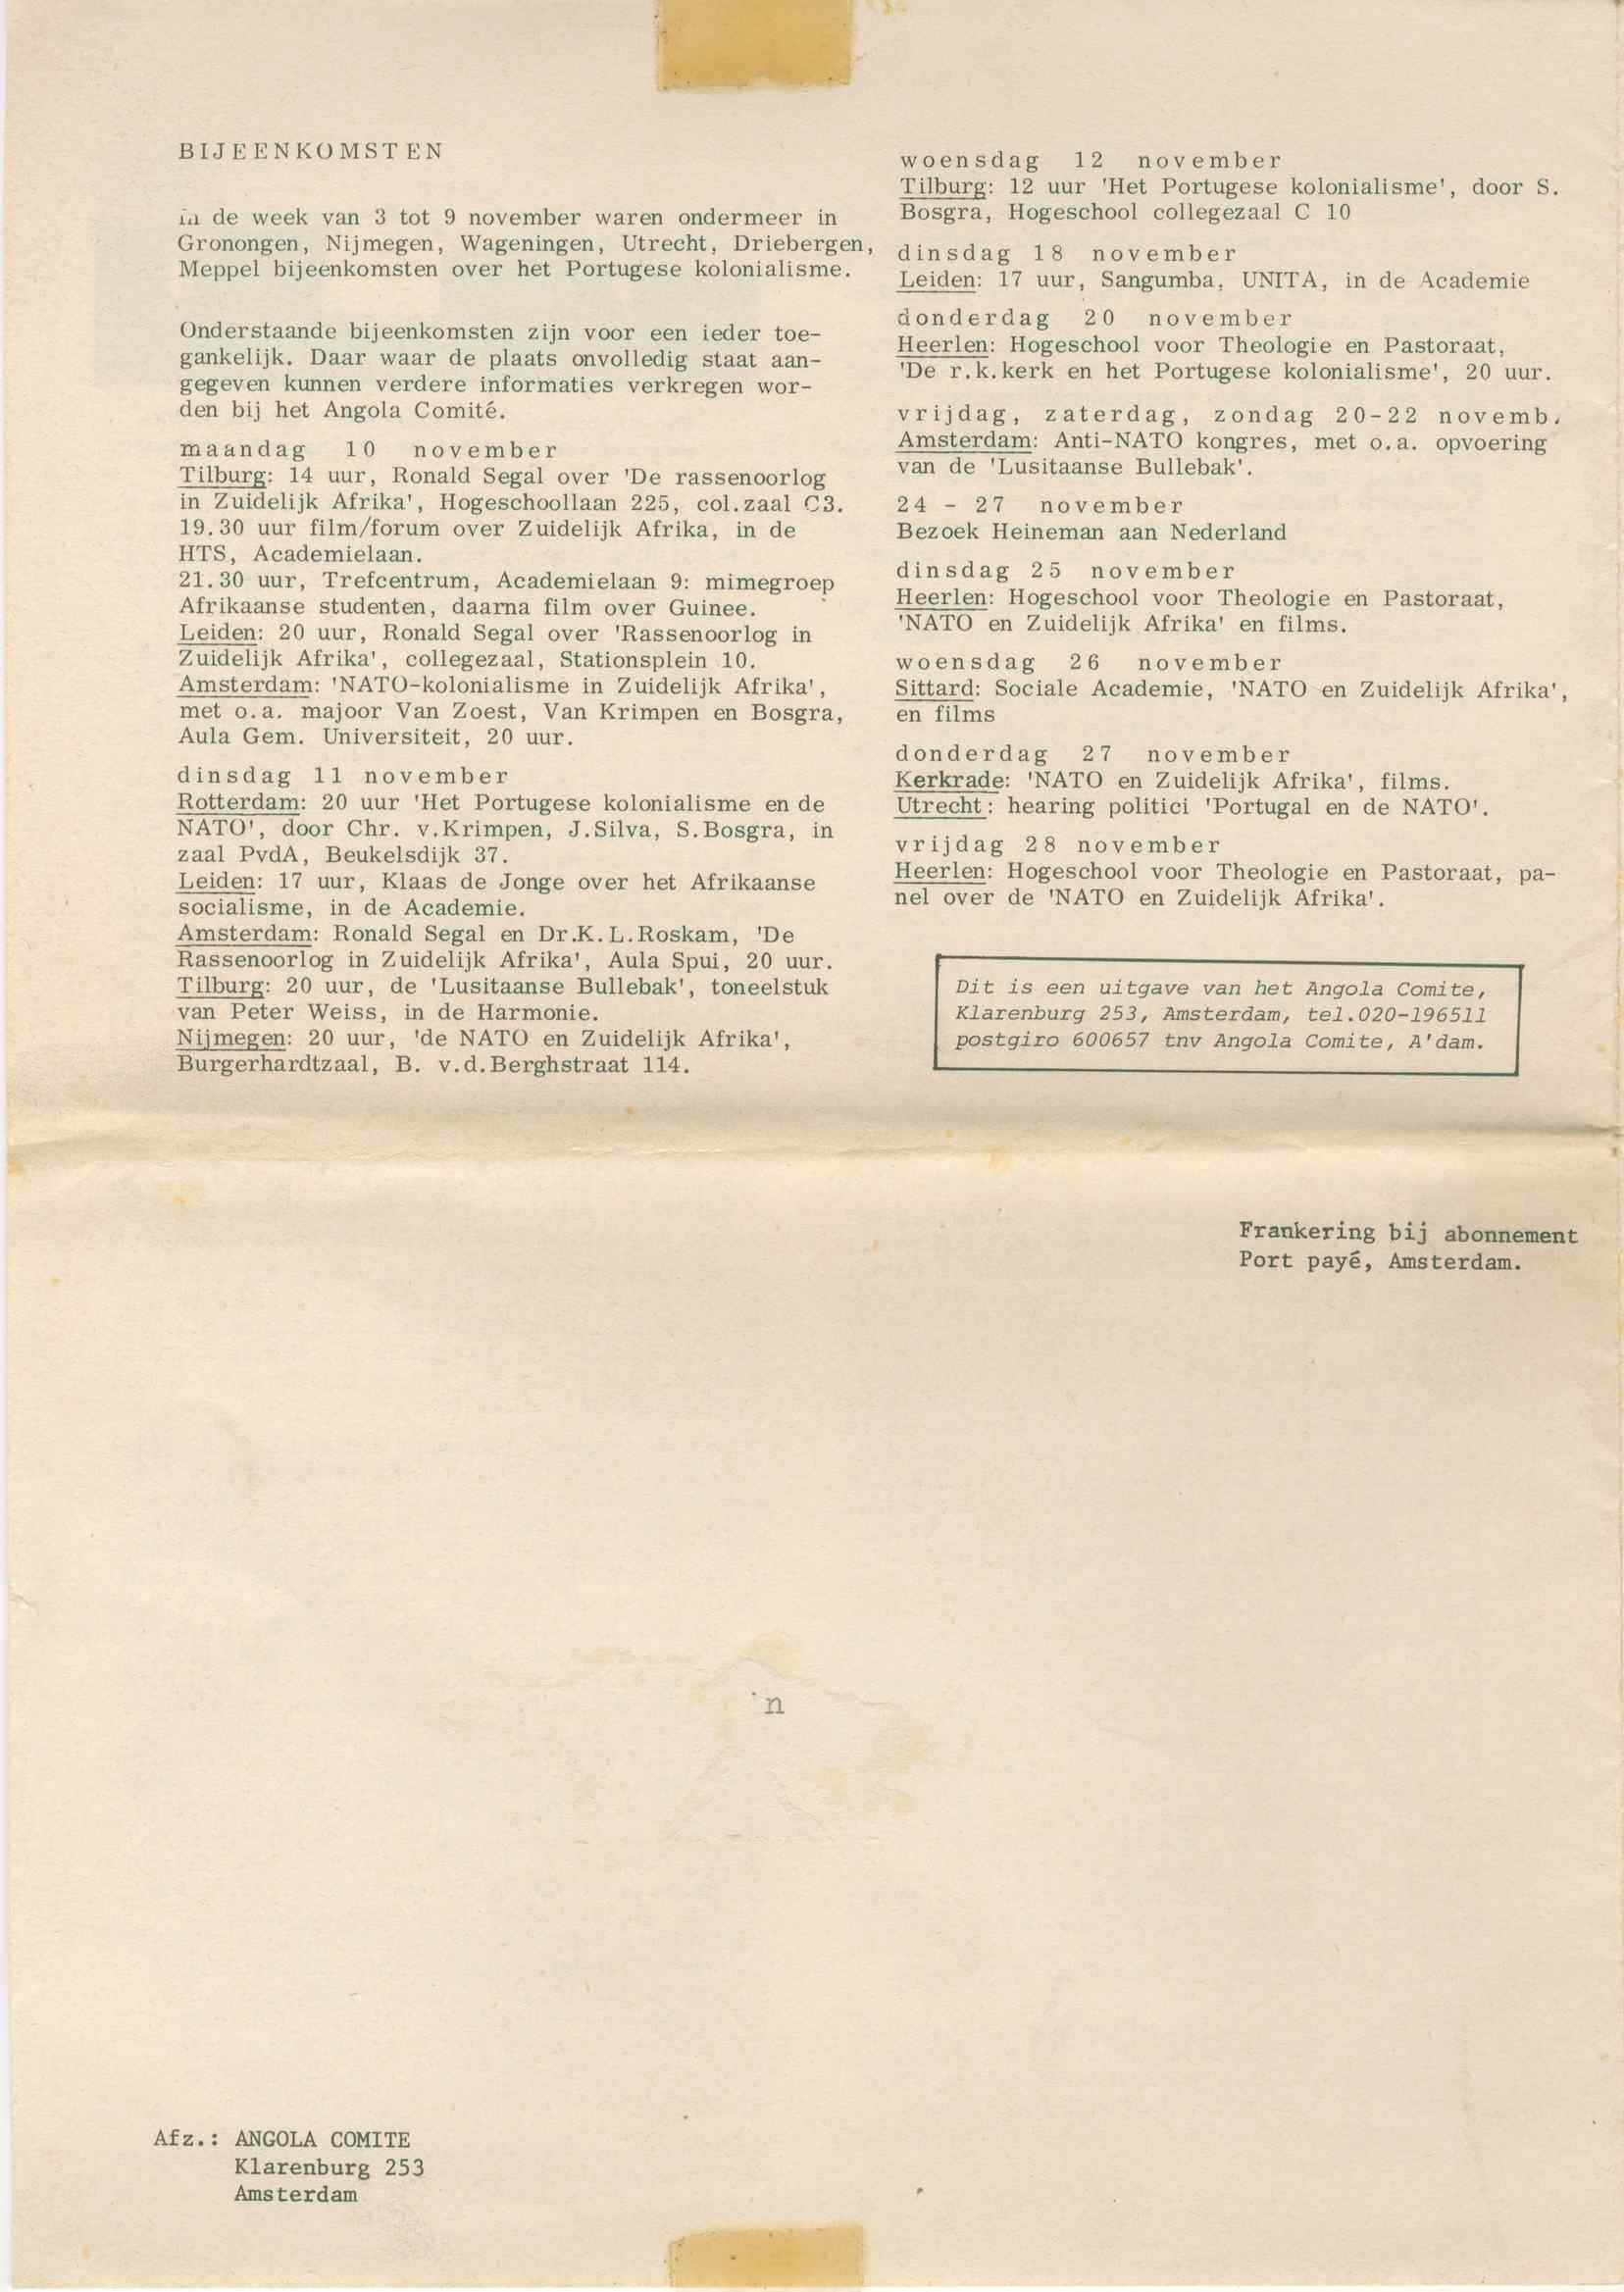 BIJEENKOMSTEN
in de week van 3 tot 9 november waren ondermeer in
Gronongen, Nijmegen, Wageningen, Utrecht, Driebergen,
Meppel bijeenkomsten over het Portugese kolonialisme.
Onderstaande bijeenkomsten zijn voor een ieder toe-
gankelijk. Daar waar de plaats onvolledig staat aan-
gegeven kunnen verdere informaties verkregen wor-
den bij het Angola Comité.
maandag 10 november
Tilburg: 14 uur, Ronald Segal over 'De rassenoorlog
in Zuidelijk Afrika', Hogeschoollaan 225, col.zaal C3.
19.30 uur film/forum over Zuidelijk Afrika, in de
HTS, Academielaan.
21.30 uur, Trefcentrum, Academielaan 9: mimegroep
Afrikaanse studenten, daarna film over Guinee.
Leiden: 20 uur, Ronald Segal over 'Rassenoorlog in
Zuidelijk Afrika', collegezaal, Stationsplein 10.
Amsterdam: 'NATO-kolonialisme in Zuidelijk Afrika',
met o.a. majoor Van Zoest, Van Krimpen en Bosgra,
Aula Gem. Universiteit, 20 uur.
dinsdag 11 november
Rotterdam: 20 uur 'Het Portugese kolonialisme en de
NATO', door Chr. v.Krimpen, J.Silva, S.Bosgra, in
zaal PvdA, Beukelsdijk 37.
Leiden: 17 uur, Klaas de Jonge over het Afrikaanse
socialisme, in de Academie.
Amsterdam: Ronald Segal en Dr.K.L.Roskam, 'De
Rassenoorlog in Zuidelijk Afrika', Aula Spui, 20 uur.
Tilburg: 20 uur, de 'Lusitaanse Bullebak', toneelstuk
van Peter Weiss, in de Harmonie.
Nijmegen: 20 uur, 'de NATO en Zuidelijk Afrika',
Burgerhardtzaal, B. v.d.Berghstraat 114.
woensdag 12 november
Tilburg: 12 uur 'Het Portugese kolonialisme', door S.
Bosgra, Hogeschool collegezaal C 10
dinsdag 18 november
Leiden: 17 uur, Sangumba, UNITA, in de Academie
donderdag 20 november
Heerlen: Hogeschool voor Theologie en Pastoraat,
'De r.k.kerk en het Portugese kolonialisme', 20 uur.
vrijdag, zaterdag, zondag 20-22 novemb.
Amsterdam: Anti-NATO kongres, met o.a. opvoering
van de 'Lusitaanse Bullebak'.
24 - 27 november
Bezoek Heineman aan Nederland
dinsdag 25 november
Heerlen: Hogeschool voor Theologie en Pastoraat,
'NATO en Zuidelijk Afrika' en films.
woensdag 26 november
Sittard: Sociale Academie, 'NATO en Zuidelijk Afrika',
en films
donderdag 27 november
Kerkrade: 'NATO en Zuidelijk Afrika', films.
Utrecht: hearing politici 'Portugal en de NATO'.
vrijdag 28 november
Heerlen: Hogeschool voor Theologie en Pastoraat, pa-
nel over de 'NATO en Zuidelijk Afrika'.
Dit is een uitgave van het Angola Comite,
Klarenburg 253, Amsterdam, tel.020-196511
postgiro 600657 tnv Angola Comite, A'dam.
Frankering bij abonnement
Port payé, Amsterdam.
n
Afz.: ANGOLA COMITE
Klarenburg 253
Amsterdam